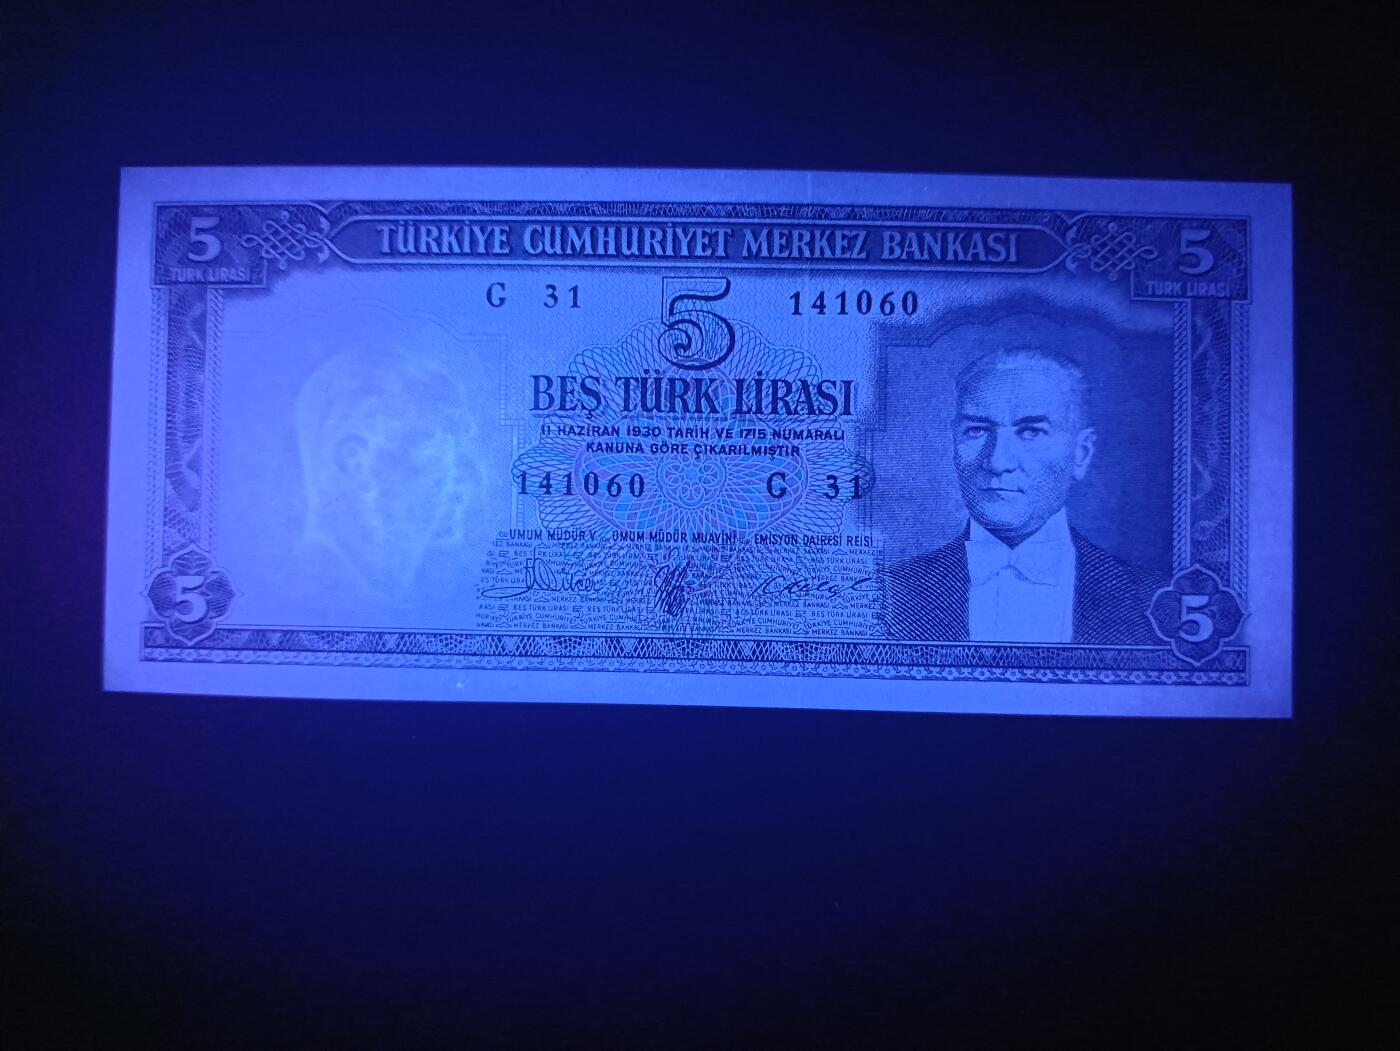 5 TÜRKİYE CUMHURİYET MERKEZ BANKASI 5
TÜRK LİRASI TÜRK LİRASI
G 31 5 141060
BEŞ TÜRK LİRASI
11 HAZİRAN 1930 TARİH VE 1715 NUMARALI
KANUNA GÖRE ÇIKARILMIŞTIR
141060 G 31
UMUM MÜDÜR V. UMUM MÜDÜR MUAVİNİ EMİSYON DAİRESİ REİSİ
5 5